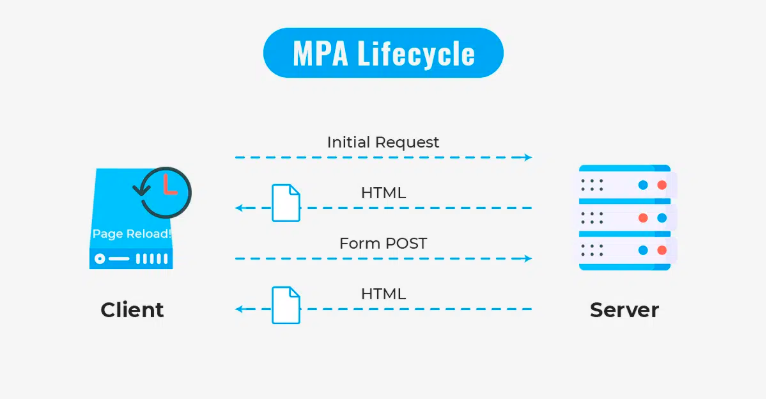 MPA Lifecycle
Initial Request
HTML
Page Reload!
Form POST
HTML
Client
Server